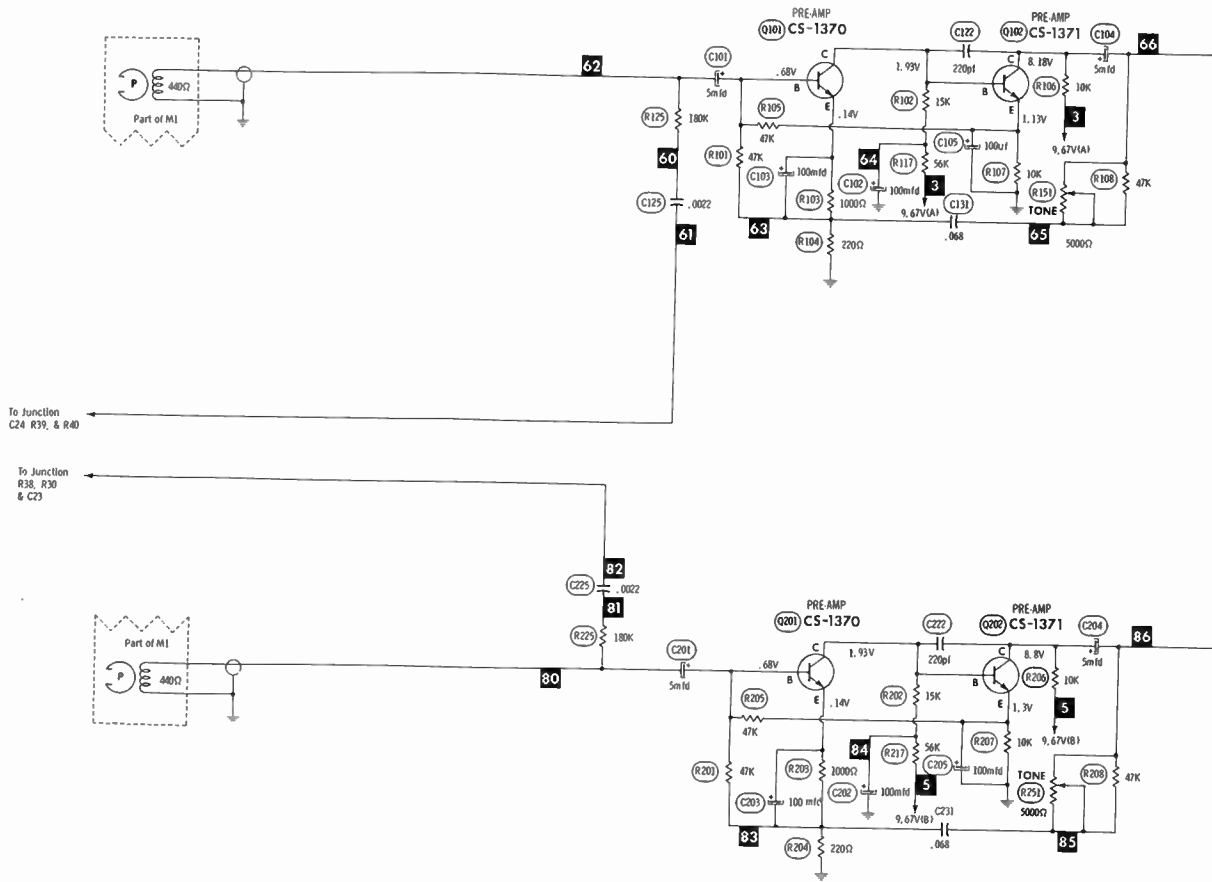 PRE-AMP
Q101 CS-1370
PRE-AMP
Q102 CS-1371
C122
C104
66
62
C101
C
C
1.93V
220pf
8.18V
5mfd
P
440Ω
Part of M1
5mfd
.68V
B
B
R106
10K
R125
180K
R105
47K
E
.14V
R102
15K
E
1.13V
3
9.67V(A)
60
R101
47K
C103
100mfd
64
R117
56K
C105
100uf
R107
10K
R151
TONE
R108
47K
C125
.0022
R103
1000Ω
C102
100mfd
3
9.67V(A)
C131
.068
61
63
65
5000Ω
R104
220Ω
To Junction
C24 R39, & R40
To Junction
R38, R30
& C23
82
C225
.0022
81
R225
180K
PRE-AMP
Q201 CS-1370
PRE-AMP
Q202 CS-1371
C222
C204
86
Part of M1
P
440Ω
80
C201
5mfd
.68V
C
B
1.93V
220pf
C
B
8.8V
5mfd
R206
10K
R205
47K
E
.14V
R202
15K
E
1.3V
5
9.67V(B)
R201
47K
84
R217
56K
R207
10K
C205
100mfd
R203
1000Ω
C202
100mfd
5
9.67V(B)
TONE
R251
5000Ω
R208
47K
C203
100 mfd
C231
.068
83
85
R204
220Ω